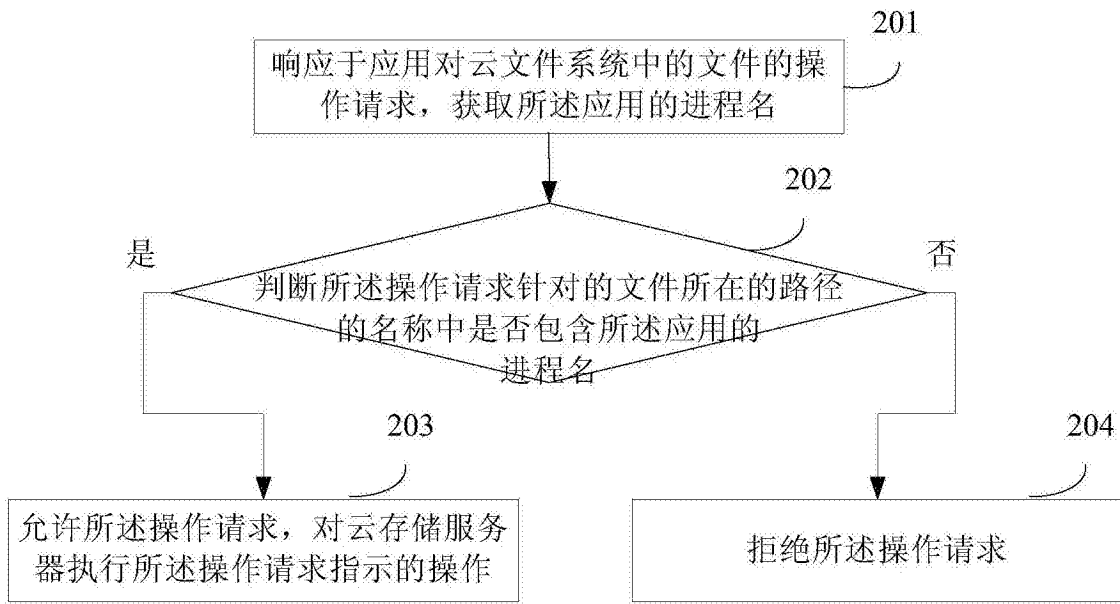 201
响应于应用对云文件系统中的文件的操
作请求，获取所述应用的进程名
202
是
否
判断所述操作请求针对的文件所在的路径
的名称中是否包含所述应用的
进程名
203
204
允许所述操作请求，对云存储服务
器执行所述操作请求指示的操作
拒绝所述操作请求